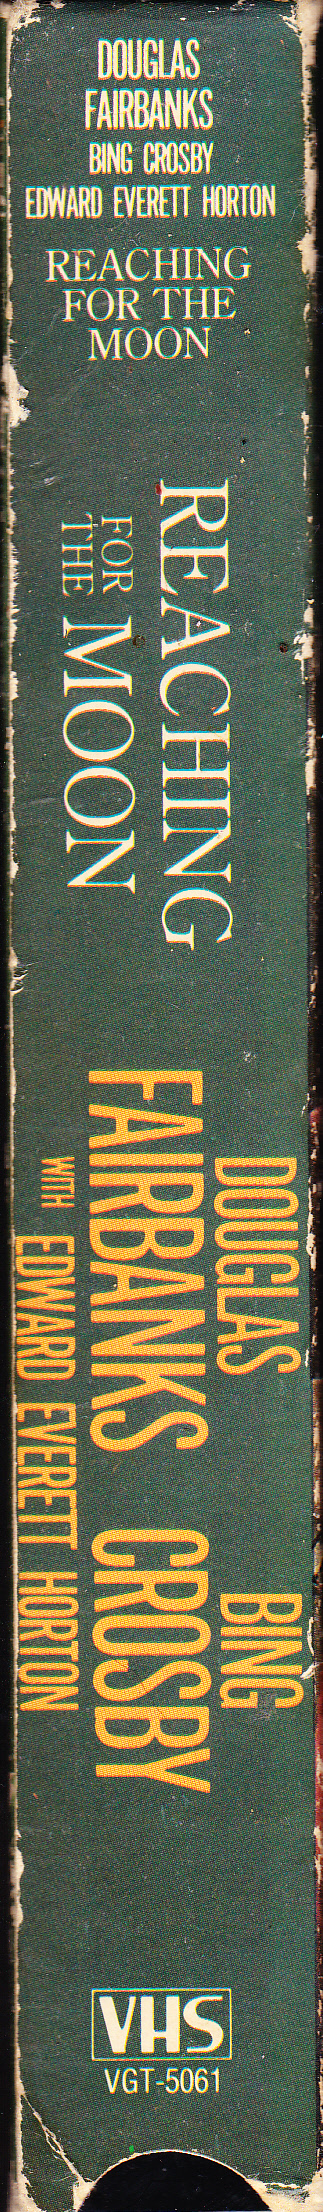 DOUGLAS
FAIRBANKS
BING CROSBY
EDWARD EVERETT HORTON
REACHING
FOR THE
MOON
REACHING
FOR
THE
MOON
DOUGLAS
FAIRBANKS
BING
CROSBY
WITH EDWARD EVERETT HORTON
VHS
VGT-5061